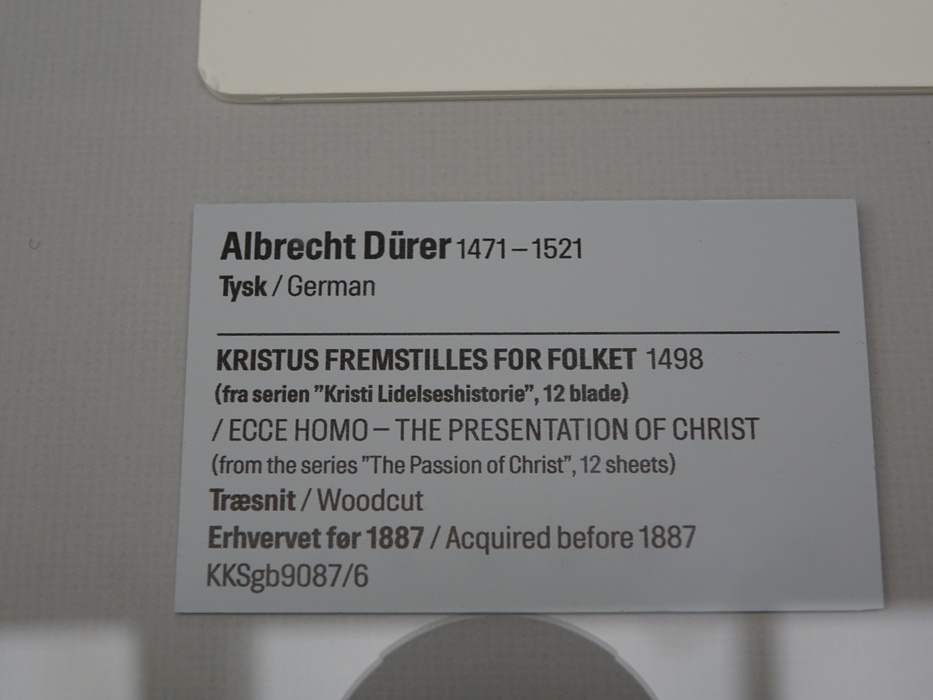 Albrecht Dürer 1471 – 1521
Tysk / German
KRISTUS FREMSTILLES FOR FOLKET 1498
(fra serien ”Kristi Lidelseshistorie”, 12 blade)
/ ECCE HOMO – THE PRESENTATION OF CHRIST
(from the series ”The Passion of Christ”, 12 sheets)
Træsnit / Woodcut
Erhvervet før 1887 / Acquired before 1887
KKSgb9087/6